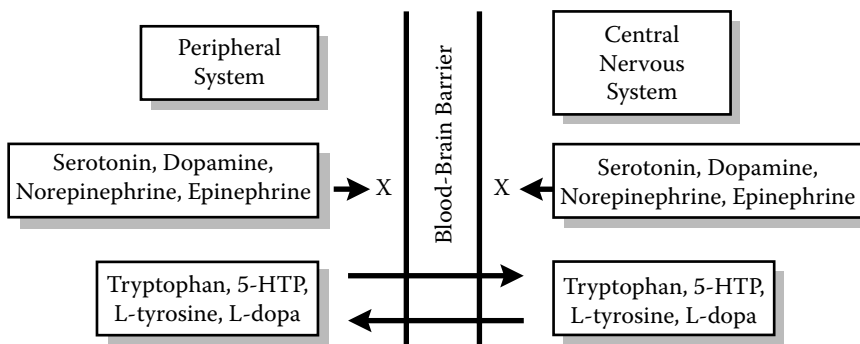 Peripheral
System
Blood-Brain Barrier
Central
Nervous
System
Serotonin, Dopamine,
Norepinephrine, Epinephrine
X
X
Serotonin, Dopamine,
Norepinephrine, Epinephrine
Tryptophan, 5-HTP,
L-tyrosine, L-dopa
Tryptophan, 5-HTP,
L-tyrosine, L-dopa